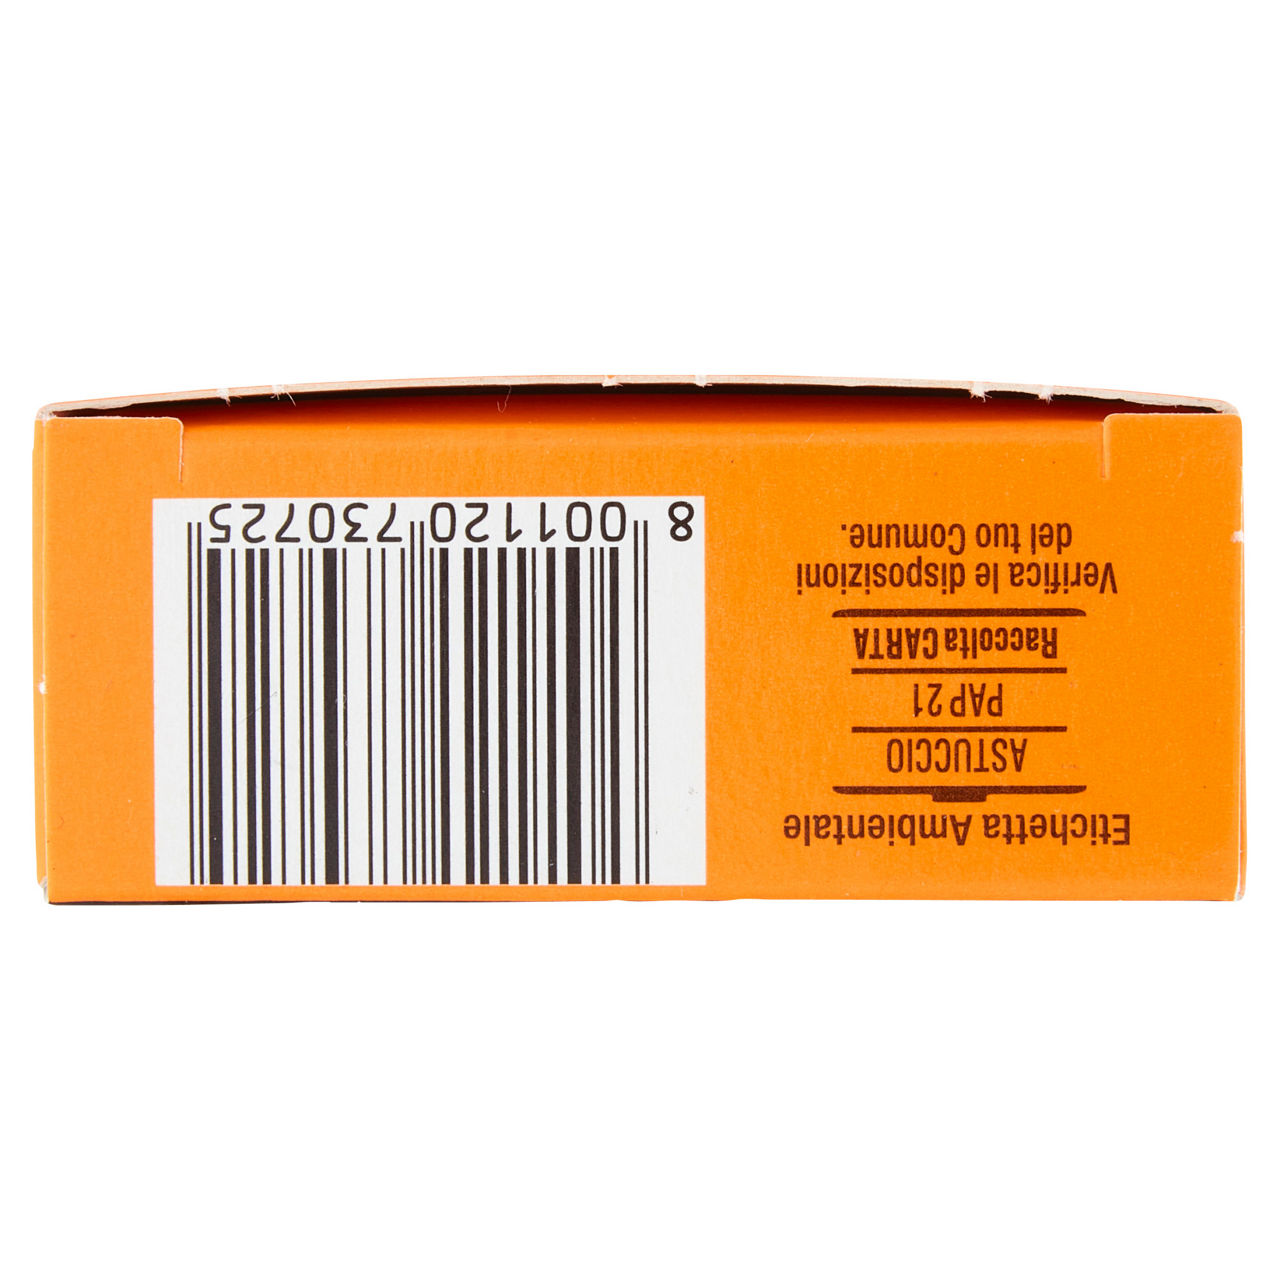 Etichetta Ambientale
ASTUCCIO
PAP 21
Raccolta CARTA
Verifica le disposizioni
del tuo Comune.
8 001120 730725